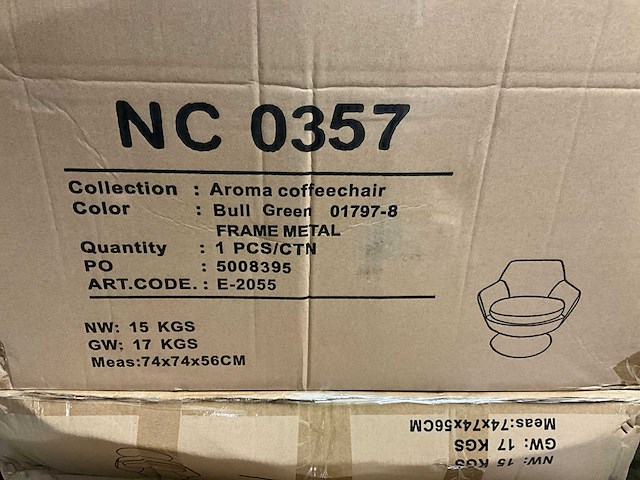 NC 0357
Collection : Aroma coffeechair
Color : Bull Green 01797-8
FRAME METAL
Quantity : 1 PCS/CTN
PO : 5008395
ART.CODE. : E-2055
NW: 15 KGS
GW: 17 KGS
Meas:74x74x56CM
Meas:74x74x56CM
GW: 17 KGS
NW: 15 KGS